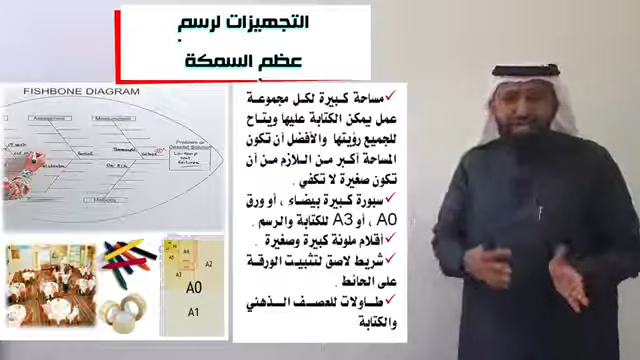 التجهيزات لرسم
عظم السمكة
FISHBONE DIAGRAM
Measurement
✓مساحة كبيرة لكل مجموعة
عمل يمكن الكتابة عليها ويتاح
للجميع رؤيتها والأفضل أن تكون
المساحة أكبر من اللازم من أن
تكون صغيرة لا تكفي .
✓سبورة كبيرة بيضاء ، أو ورق
A0 ، أو A3 للكتابة والرسم .
✓أقلام ملونة كبيرة وصغيرة .
✓شريط لاصق لتثبيت الورقة
على الحائط .
✓طاولات للعصف الذهني
والكتابة
A4
A3
A2
A0
A1